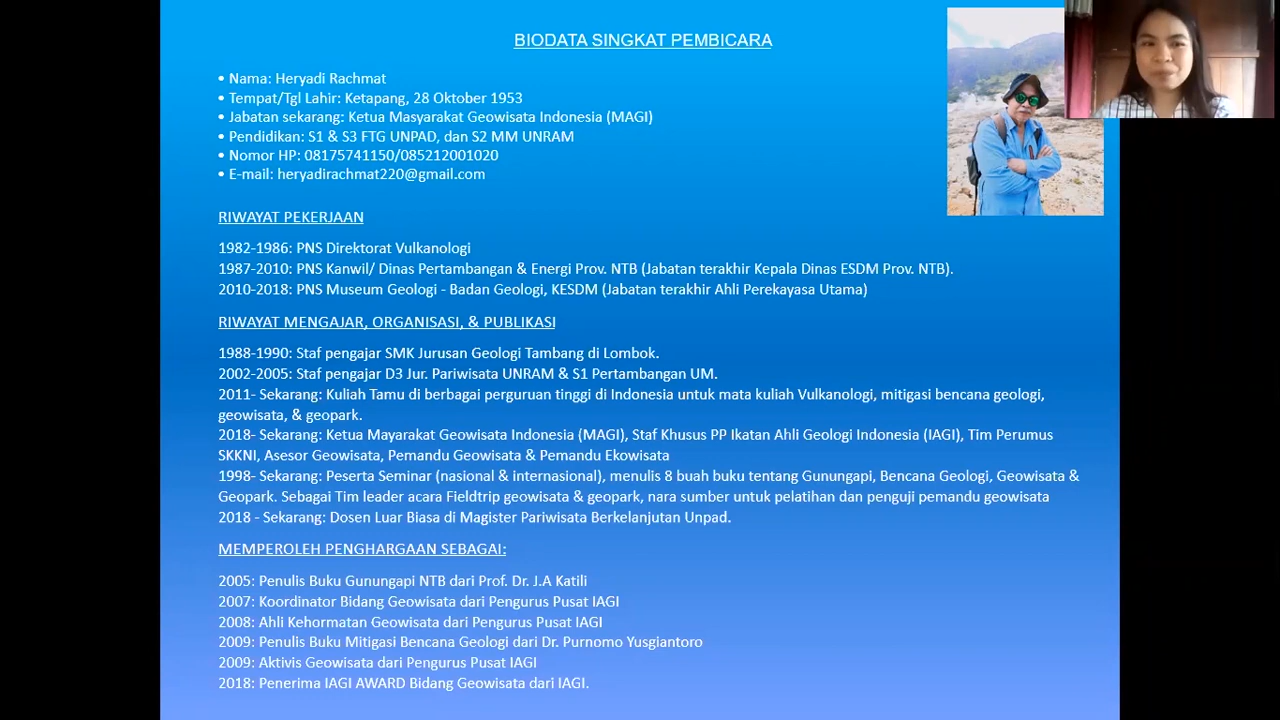 BIODATA SINGKAT PEMBICARA
• Nama: Heryadi Rachmat
• Tempat/Tgl Lahir: Ketapang, 28 Oktober 1953
• Jabatan sekarang: Ketua Masyarakat Geowisata Indonesia (MAGI)
• Pendidikan: S1 & S3 FTG UNPAD, dan S2 MM UNRAM
• Nomor HP: 08175741150/085212001020
• E-mail: heryadirachmat220@gmail.com
RIWAYAT PEKERJAAN
1982-1986: PNS Direktorat Vulkanologi
1987-2010: PNS Kanwil/ Dinas Pertambangan & Energi Prov. NTB (Jabatan terakhir Kepala Dinas ESDM Prov. NTB).
2010-2018: PNS Museum Geologi - Badan Geologi, KESDM (Jabatan terakhir Ahli Perekayasa Utama)
RIWAYAT MENGAJAR, ORGANISASI, & PUBLIKASI
1988-1990: Staf pengajar SMK Jurusan Geologi Tambang di Lombok.
2002-2005: Staf pengajar D3 Jur. Pariwisata UNRAM & S1 Pertambangan UM.
2011- Sekarang: Kuliah Tamu di berbagai perguruan tinggi di Indonesia untuk mata kuliah Vulkanologi, mitigasi bencana geologi,
geowisata, & geopark.
2018- Sekarang: Ketua Mayarakat Geowisata Indonesia (MAGI), Staf Khusus PP Ikatan Ahli Geologi Indonesia (IAGI), Tim Perumus
SKKNI, Asesor Geowisata, Pemandu Geowisata & Pemandu Ekowisata
1998- Sekarang: Peserta Seminar (nasional & internasional), menulis 8 buah buku tentang Gunungapi, Bencana Geologi, Geowisata &
Geopark. Sebagai Tim leader acara Fieldtrip geowisata & geopark, nara sumber untuk pelatihan dan penguji pemandu geowisata
2018 - Sekarang: Dosen Luar Biasa di Magister Pariwisata Berkelanjutan Unpad.
MEMPEROLEH PENGHARGAAN SEBAGAI:
2005: Penulis Buku Gunungapi NTB dari Prof. Dr. J.A Katili
2007: Koordinator Bidang Geowisata dari Pengurus Pusat IAGI
2008: Ahli Kehormatan Geowisata dari Pengurus Pusat IAGI
2009: Penulis Buku Mitigasi Bencana Geologi dari Dr. Purnomo Yusgiantoro
2009: Aktivis Geowisata dari Pengurus Pusat IAGI
2018: Penerima IAGI AWARD Bidang Geowisata dari IAGI.